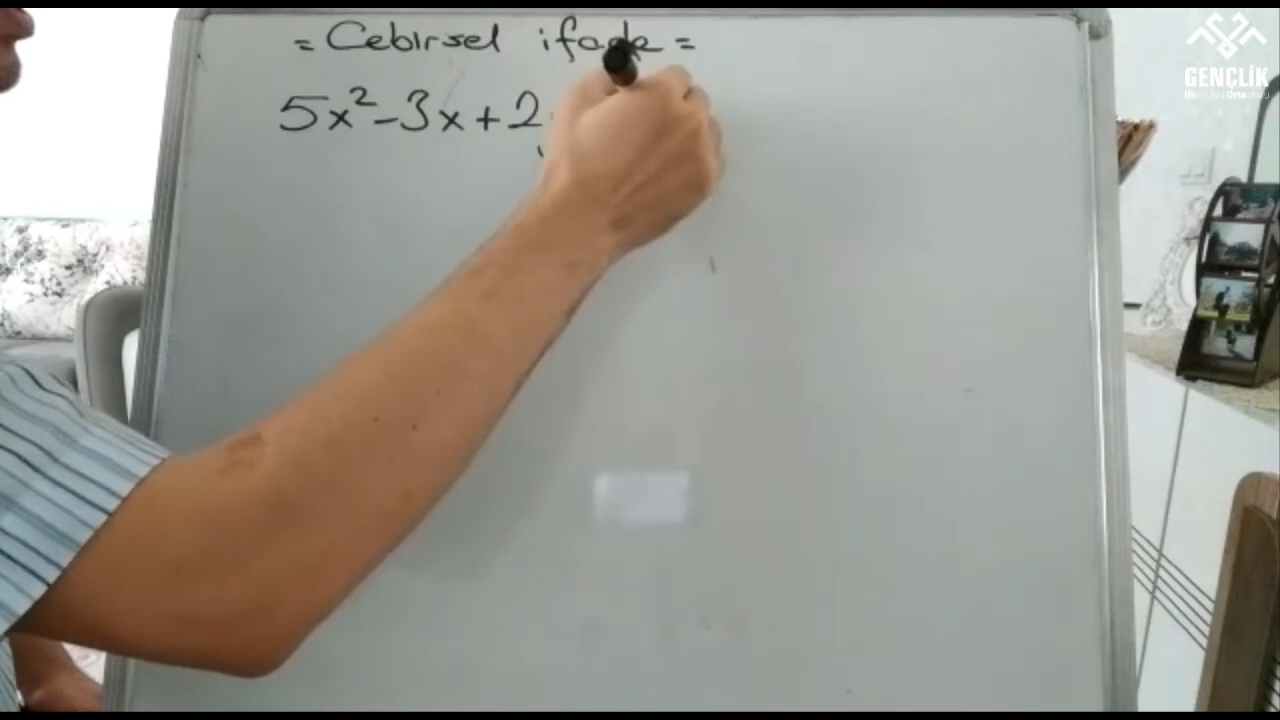 = Cebirsel ifade =
5x² - 3x + 2
GENÇLİK